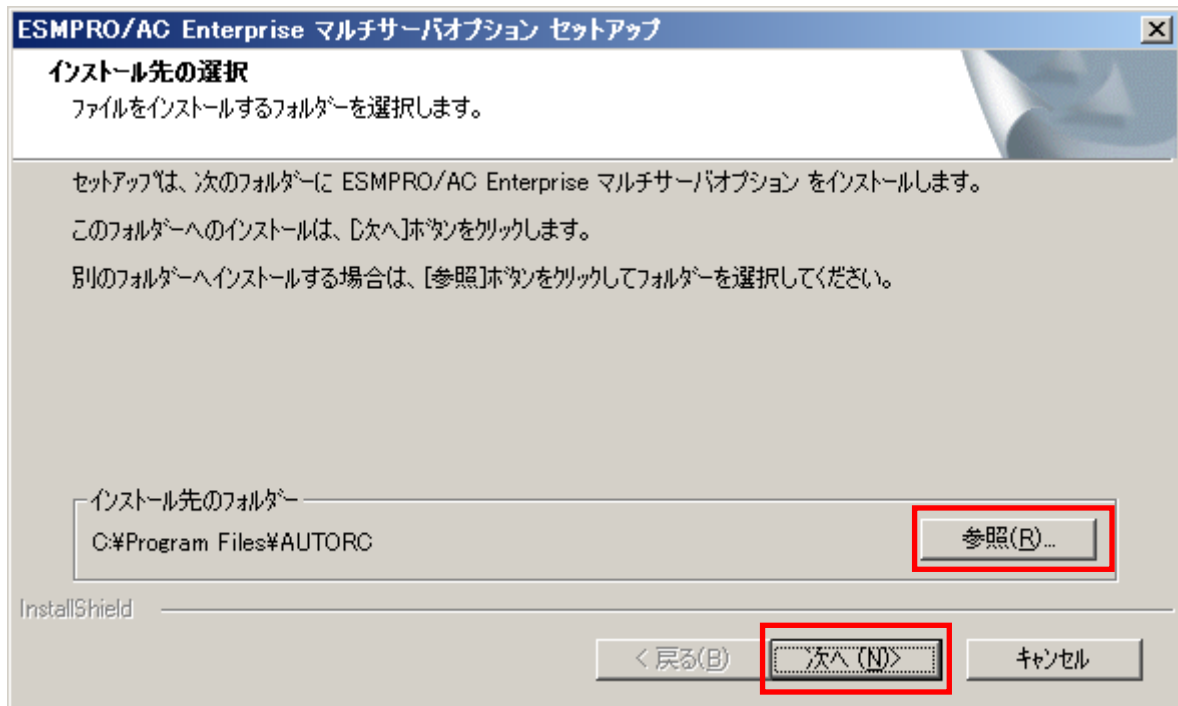 ESMPRO/AC Enterprise マルチサーバオプション セットアップ
インストール先の選択
ファイルをインストールするフォルダーを選択します。
セットアップは、次のフォルダーに ESMPRO/AC Enterprise マルチサーバオプション をインストールします。
このフォルダーへのインストールは、[次へ]ボタンをクリックします。
別のフォルダーへインストールする場合は、[参照]ボタンをクリックしてフォルダーを選択してください。
インストール先のフォルダー
C:¥Program Files¥AUTORC
参照(R)...
InstallShield
< 戻る(B)
次へ (N)>
キャンセル